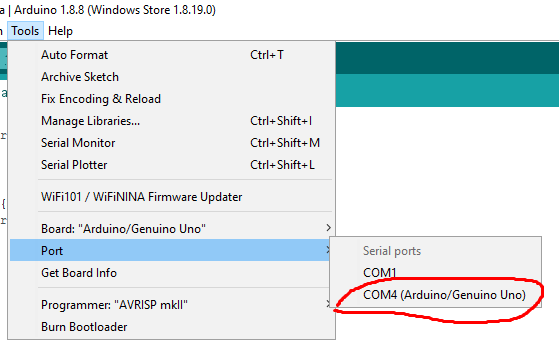 a | Arduino 1.8.8 (Windows Store 1.8.19.0)
Tools Help
Auto Format Ctrl+T
Archive Sketch
Fix Encoding & Reload
Manage Libraries... Ctrl+Shift+I
Serial Monitor Ctrl+Shift+M
Serial Plotter Ctrl+Shift+L
WiFi101 / WiFiNINA Firmware Updater
Board: "Arduino/Genuino Uno"
Port
Serial ports
COM1
COM4 (Arduino/Genuino Uno)
Get Board Info
Programmer: "AVRISP mkII"
Burn Bootloader